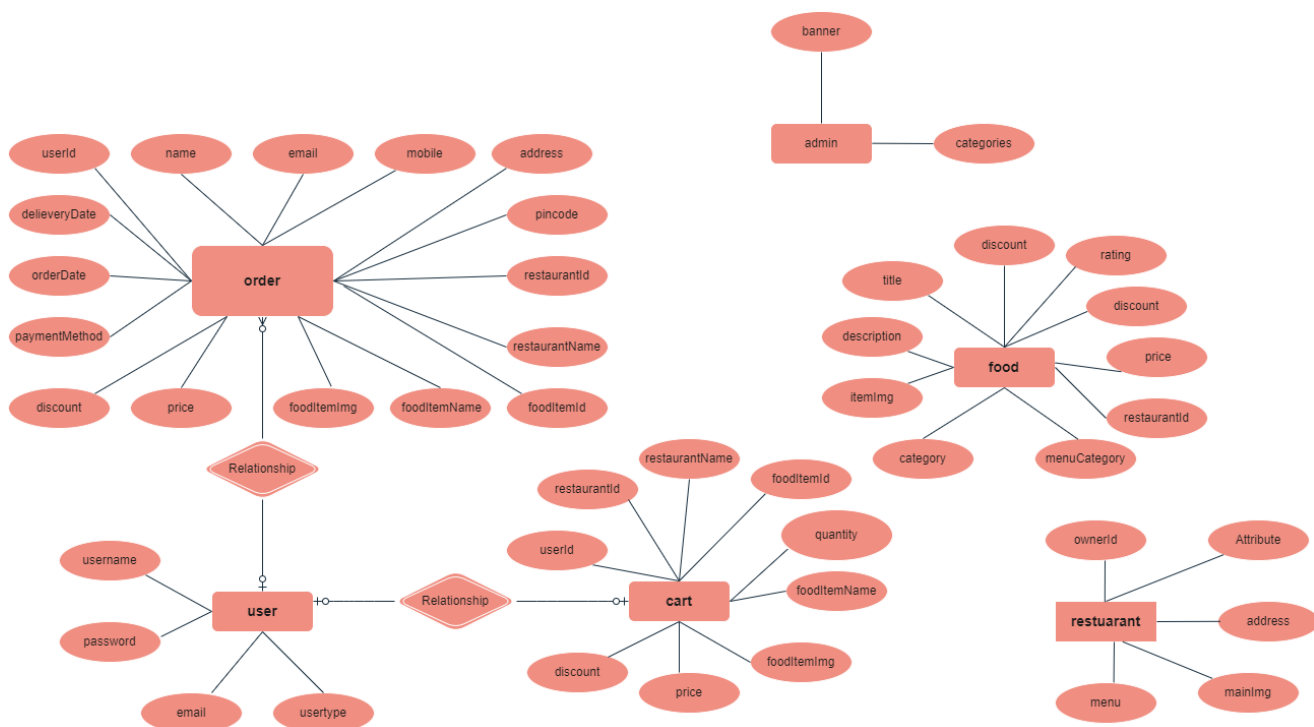 banner
admin
categories
userId
name
email
mobile
address
delieveryDate
pincode
orderDate
order
restaurantId
paymentMethod
restaurantName
discount
price
foodItemImg
foodItemName
foodItemId
discount
rating
title
discount
description
food
price
itemImg
restaurantId
category
menuCategory
Relationship
restaurantName
restaurantId
foodItemId
userId
quantity
foodItemName
cart
discount
price
foodItemImg
username
user
Relationship
password
email
usertype
ownerId
Attribute
restuarant
address
menu
mainImg